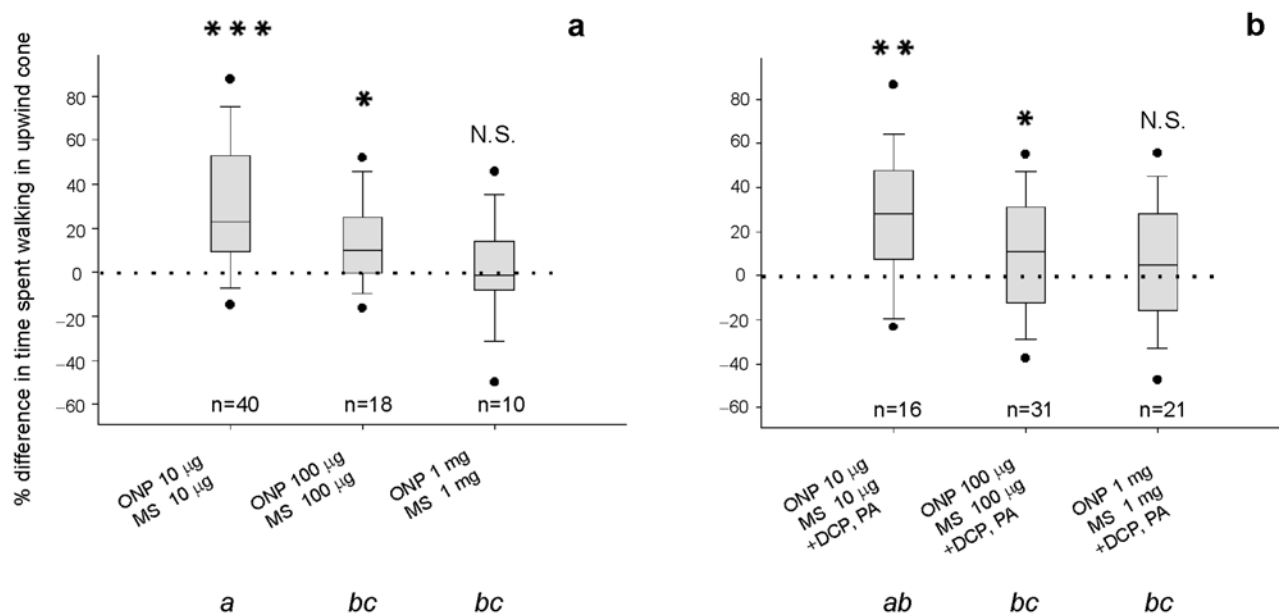 % difference in time spent walking in upwind cone
a
***
*
N.S.
80
60
40
20
0
−20
−40
−60
n=40
n=18
n=10
ONP 10 µg
MS 10 µg
ONP 100 µg
MS 100 µg
ONP 1 mg
MS 1 mg
a
bc
bc
b
**
*
N.S.
80
60
40
20
0
−20
−40
−60
n=16
n=31
n=21
ONP 10 µg
MS 10 µg
+DCP, PA
ONP 100 µg
MS 100 µg
+DCP, PA
ONP 1 mg
MS 1 mg
+DCP, PA
ab
bc
bc